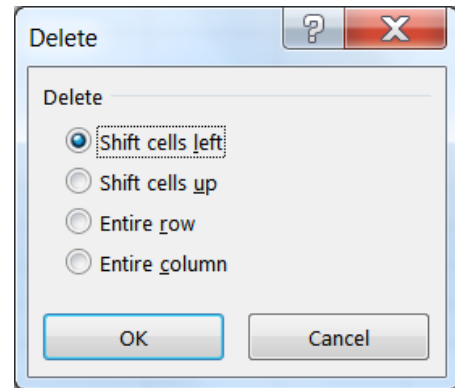 Delete
Delete
Shift cells left
Shift cells up
Entire row
Entire column
OK Cancel